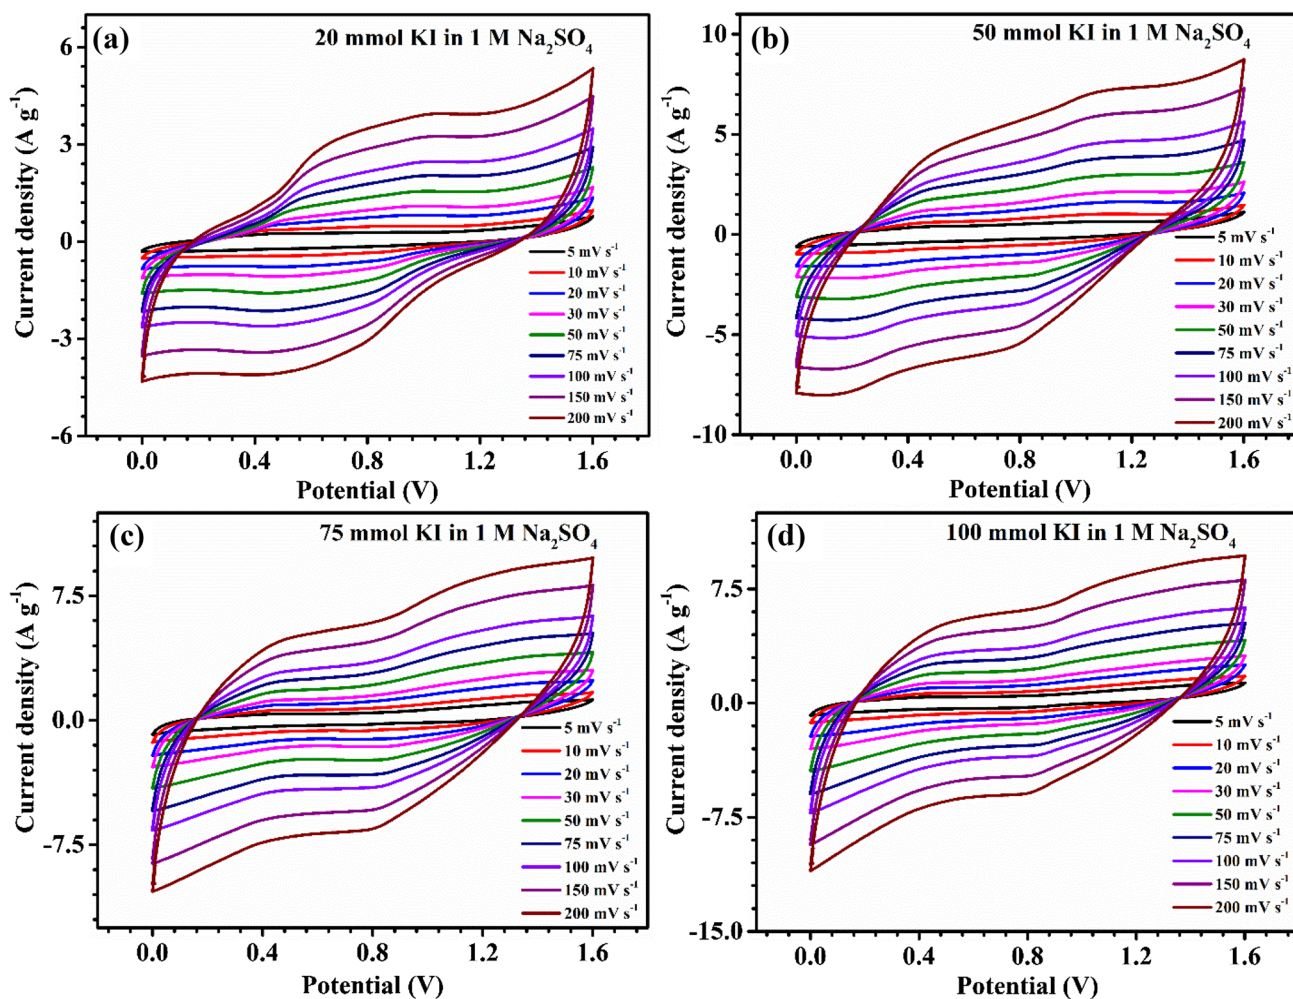 (a) 20 mmol KI in 1 M Na₂SO₄
Current density (A g⁻¹)
6
3
0
-3
-6
5 mV s⁻¹
10 mV s⁻¹
20 mV s⁻¹
30 mV s⁻¹
50 mV s⁻¹
75 mV s⁻¹
100 mV s⁻¹
150 mV s⁻¹
200 mV s⁻¹
0.0 0.4 0.8 1.2 1.6
Potential (V)
(b) 50 mmol KI in 1 M Na₂SO₄
Current density (A g⁻¹)
10
5
0
-5
-10
5 mV s⁻¹
10 mV s⁻¹
20 mV s⁻¹
30 mV s⁻¹
50 mV s⁻¹
75 mV s⁻¹
100 mV s⁻¹
150 mV s⁻¹
200 mV s⁻¹
0.0 0.4 0.8 1.2 1.6
Potential (V)
(c) 75 mmol KI in 1 M Na₂SO₄
Current density (A g⁻¹)
7.5
0.0
-7.5
5 mV s⁻¹
10 mV s⁻¹
20 mV s⁻¹
30 mV s⁻¹
50 mV s⁻¹
75 mV s⁻¹
100 mV s⁻¹
150 mV s⁻¹
200 mV s⁻¹
0.0 0.4 0.8 1.2 1.6
Potential (V)
(d) 100 mmol KI in 1 M Na₂SO₄
Current density (A g⁻¹)
7.5
0.0
-7.5
-15.0
5 mV s⁻¹
10 mV s⁻¹
20 mV s⁻¹
30 mV s⁻¹
50 mV s⁻¹
75 mV s⁻¹
100 mV s⁻¹
150 mV s⁻¹
200 mV s⁻¹
0.0 0.4 0.8 1.2 1.6
Potential (V)